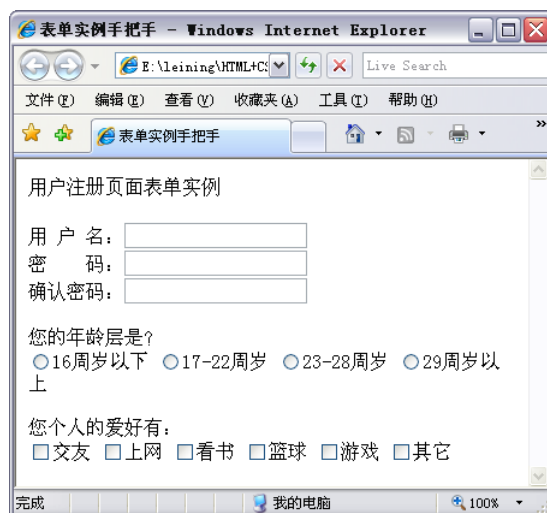 表单实例手把手 - Windows Internet Explorer
E:\leining\HTML+CS
Live Search
文件(F) 编辑(E) 查看(V) 收藏夹(A) 工具(T) 帮助(H)
表单实例手把手
»
用户注册页面表单实例
用 户 名:
密 码:
确认密码:
您的年龄层是?
16周岁以下 17-22周岁 23-28周岁 29周岁以
上
您个人的爱好有:
交友 上网 看书 篮球 游戏 其它
完成 我的电脑 100%